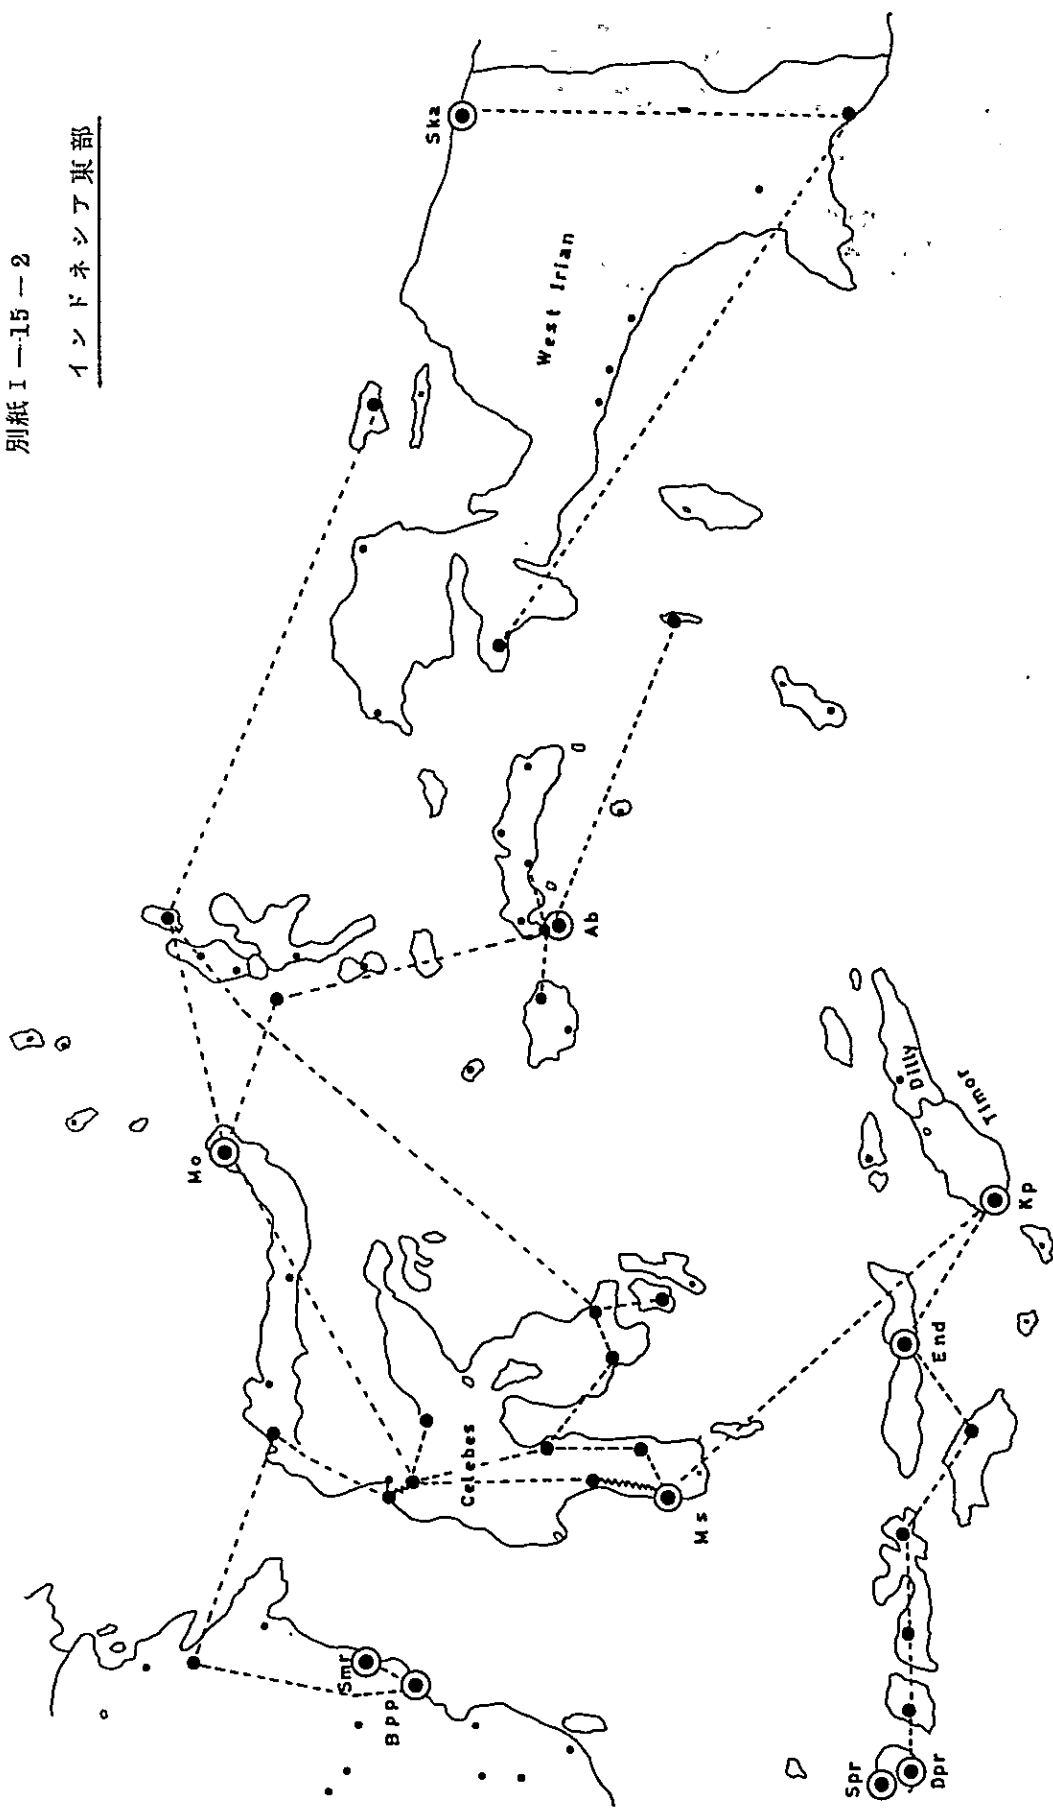 別紙 I—15—2
インドネシア東部
Ska
West Irian
Mo
Ab
Celebes
Dilly
Timor
Smr
Bpp
Ms
End
Kp
Spr
Dpr